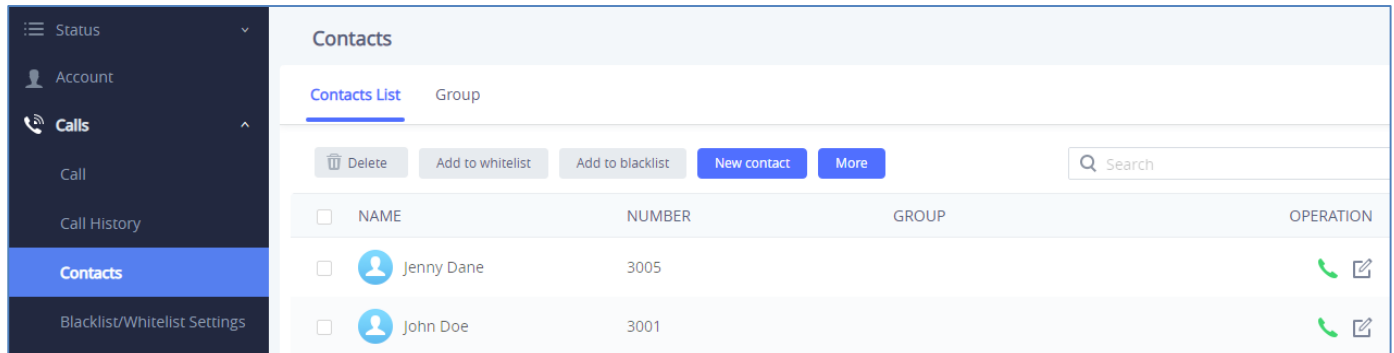 Status
Account
Calls
Call
Call History
Contacts
Blacklist/Whitelist Settings
Contacts
Contacts List Group
Delete Add to whitelist Add to blacklist New contact More Search
NAME NUMBER GROUP OPERATION
Jenny Dane 3005
John Doe 3001